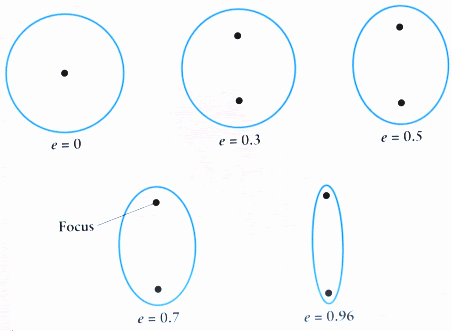 e = 0
e = 0.3
e = 0.5
Focus
e = 0.7
e = 0.96